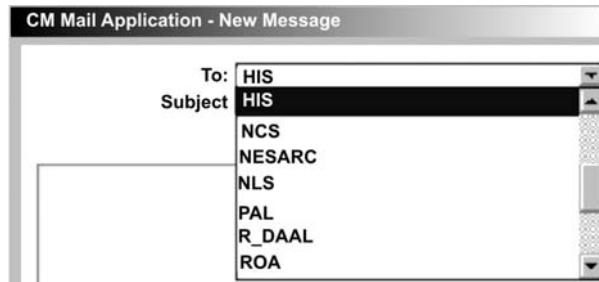 CM Mail Application - New Message
To: HIS
Subject HIS
NCS
NESARC
NLS
PAL
R_DAAL
ROA